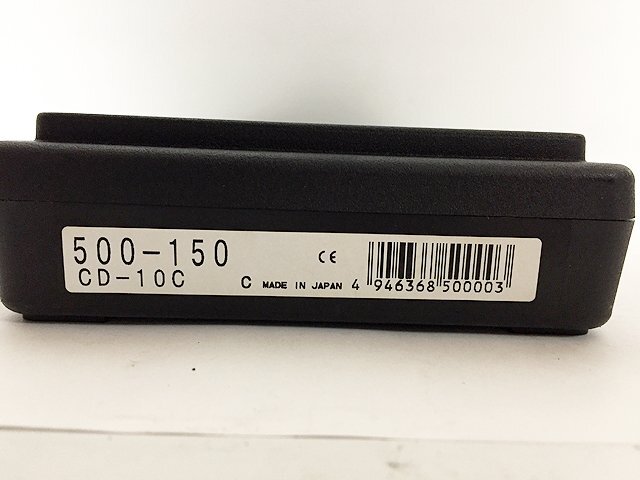 500-150
CD-10C
CE
C MADE IN JAPAN
4 946368 500003